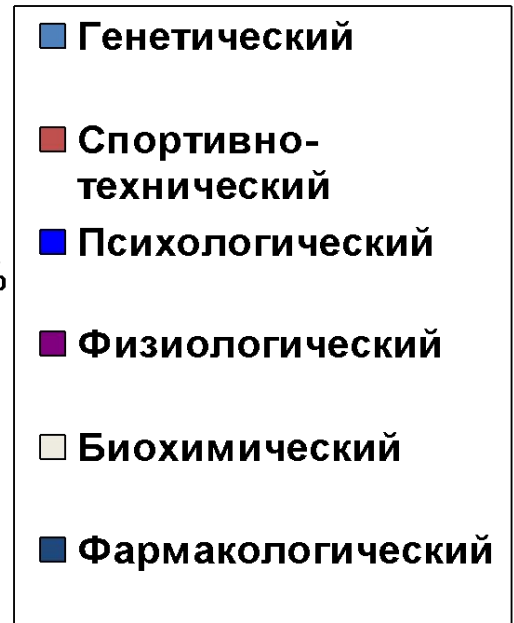 Генетический
Спортивно-
технический
Психологический
%
Физиологический
Биохимический
Фармакологический